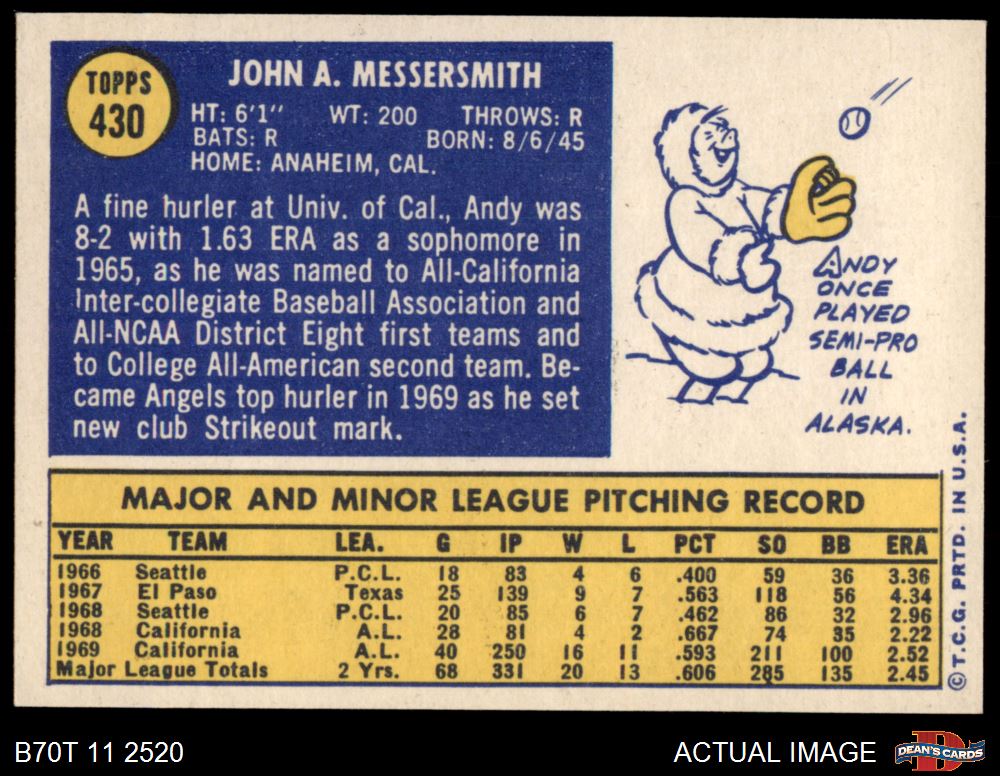 TOPPS
430
JOHN A. MESSERSMITH
HT: 6'1" WT: 200 THROWS: R
BATS: R BORN: 8/6/45
HOME: ANAHEIM, CAL.
A fine hurler at Univ. of Cal., Andy was
8-2 with 1.63 ERA as a sophomore in
1965, as he was named to All-California
Inter-collegiate Baseball Association and
All-NCAA District Eight first teams and
to College All-American second team. Be-
came Angels top hurler in 1969 as he set
new club Strikeout mark.
ANDY
ONCE
PLAYED
SEMI-PRO
BALL
IN
ALASKA.
MAJOR AND MINOR LEAGUE PITCHING RECORD
YEAR TEAM LEA. G IP W L PCT SO BB ERA
1966 Seattle P.C.L. 18 83 4 6 .400 59 36 3.36
1967 El Paso Texas 25 139 9 7 .563 118 56 4.34
1968 Seattle P.C.L. 20 85 6 7 .462 86 32 2.96
1968 California A.L. 28 81 4 2 .667 74 35 2.22
1969 California A.L. 40 250 16 11 .593 211 100 2.52
Major League Totals 2 Yrs. 68 331 20 13 .606 285 135 2.45
©T.C.G. PRTD. IN U.S.A.
B70T 11 2520
ACTUAL IMAGE
D
DEAN'S CARDS